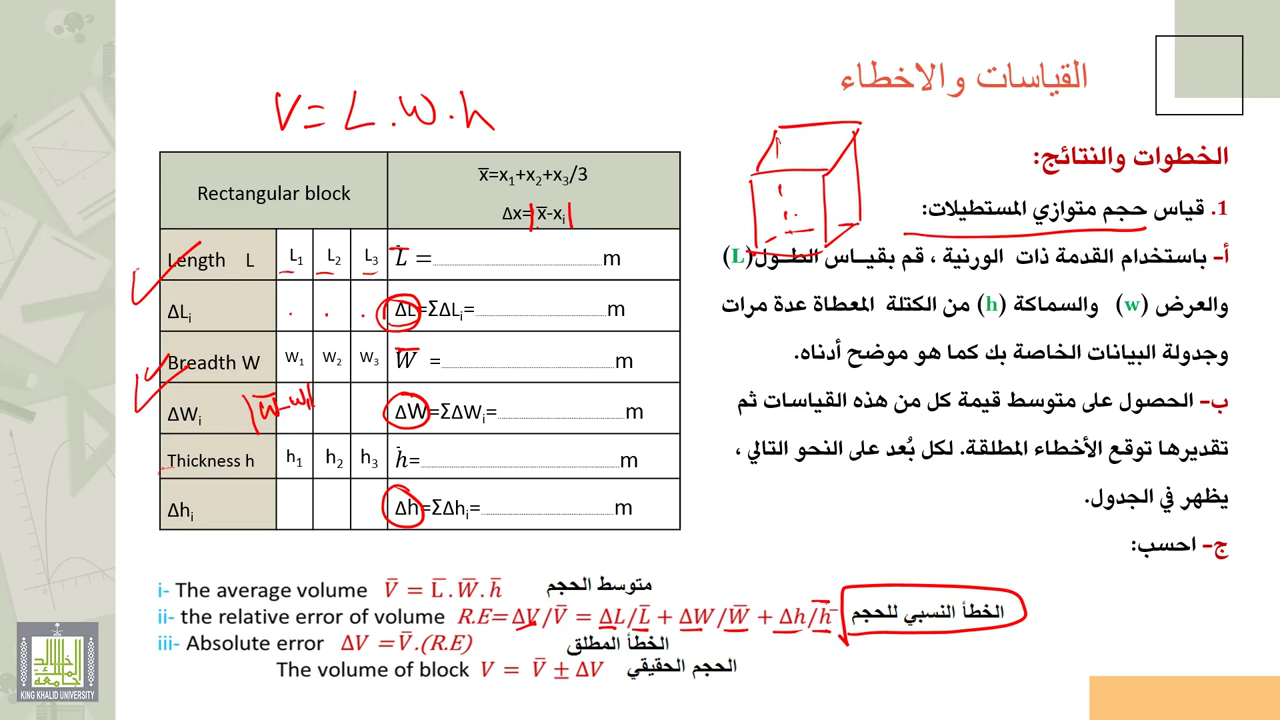 القياسات والاخطاء
V = L . W . h
الخطوات والنتائج:
1. قياس حجم متوازي المستطيلات:
أ- باستخدام القدمة ذات الورنية ، قم بقيـاس الطـول(L)
والعرض (w) والسماكة (h) من الكتلة المعطاة عدة مرات
وجدولة البيانات الخاصة بك كما هو موضح أدناه.
ب- الحصول على متوسط قيمة كل من هذه القياسات ثم
تقديرها توقع الأخطاء المطلقة. لكل بُعد على النحو التالي ،
يظهر في الجدول.
ج- احسب:
Rectangular block
x̅=x₁+x₂+x₃/3
Δx= |x̅-xᵢ|
Length L L₁ L₂ L₃ L̅ =........................................m
ΔLᵢ . . . ΔL=ΣΔLᵢ=................................m
Breadth W W₁ W₂ W₃ W̅ =........................................m
ΔWᵢ |W̅-W₁| ΔW=ΣΔWᵢ=................................m
Thickness h h₁ h₂ h₃ h̅=........................................m
Δhᵢ Δh=ΣΔhᵢ=................................m
i- The average volume V̅ = L̅ . W̅. h̅ متوسط الحجم
ii- the relative error of volume R.E= ΔV/V̅ = ΔL/L̅ + ΔW/W̅ + Δh/h̅ الخطأ النسبي للحجم
iii- Absolute error ΔV = V̅.(R.E) الخطأ المطلق
The volume of block V = V̅ ± ΔV الحجم الحقيقي
جامعة الملك خالد
KING KHALID UNIVERSITY